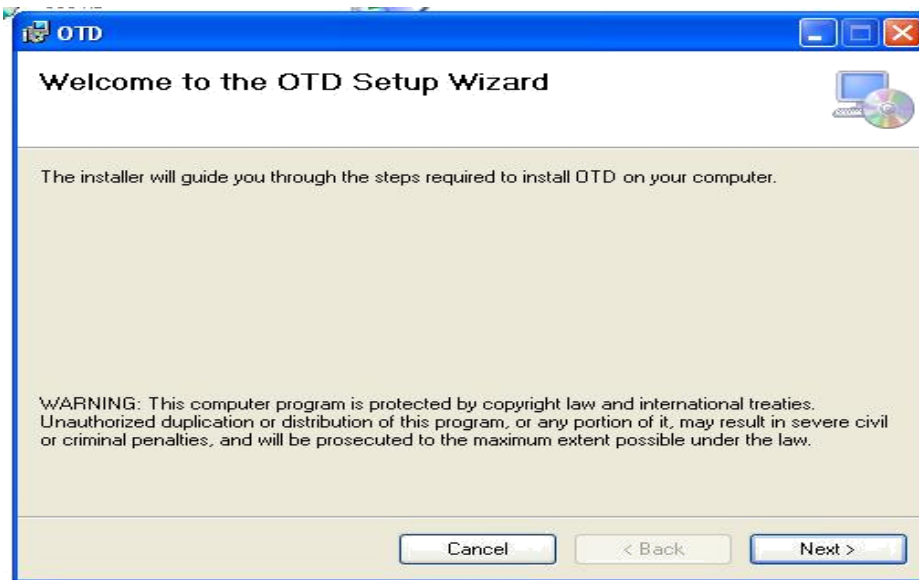 OTD
Welcome to the OTD Setup Wizard
The installer will guide you through the steps required to install OTD on your computer.
WARNING: This computer program is protected by copyright law and international treaties.
Unauthorized duplication or distribution of this program, or any portion of it, may result in severe civil
or criminal penalties, and will be prosecuted to the maximum extent possible under the law.
Cancel
< Back
Next >